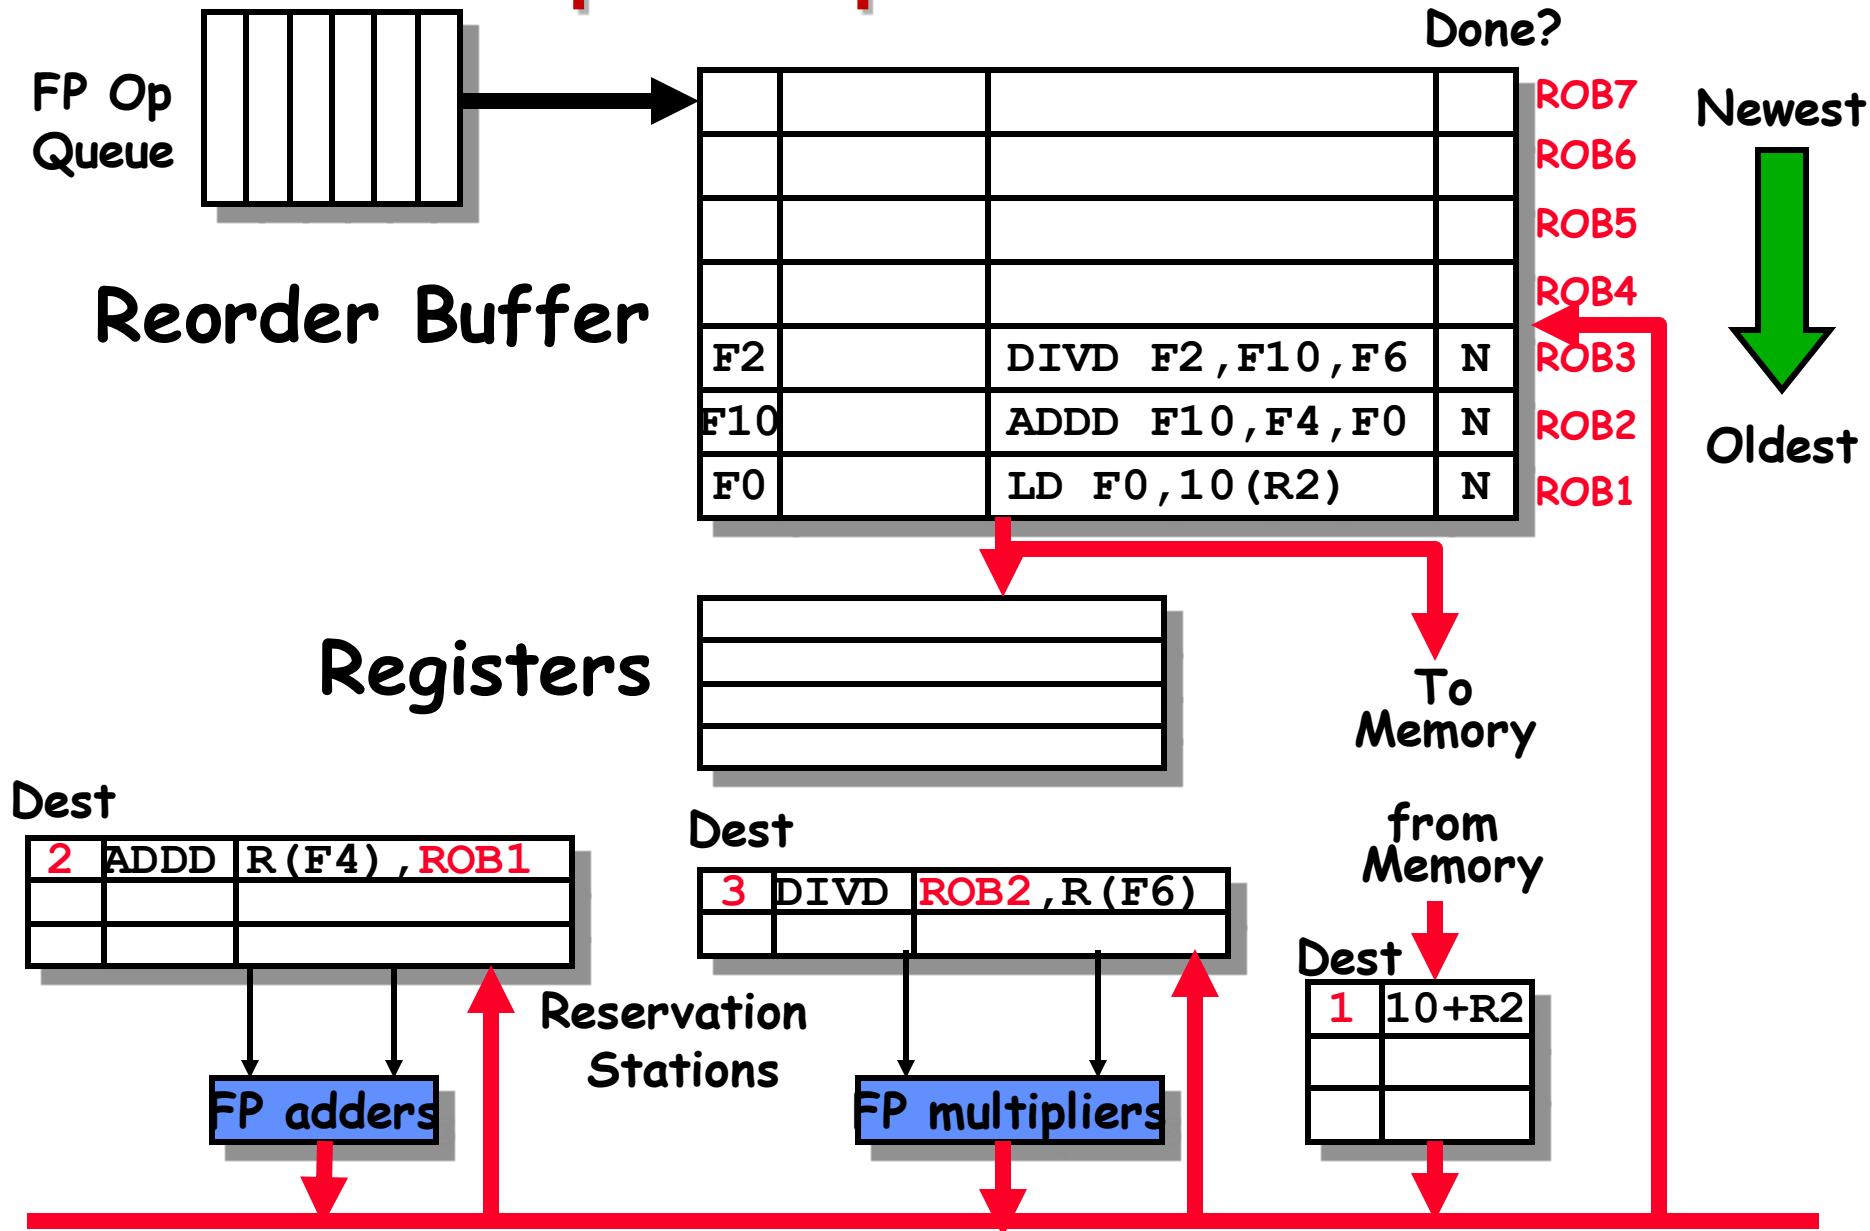 Done?
FP Op
Queue
ROB7
Newest
ROB6
ROB5
ROB4
Reorder Buffer
F2 DIVD F2,F10,F6 N ROB3
F10 ADDD F10,F4,F0 N ROB2
Oldest
F0 LD F0,10(R2) N ROB1
Registers
To
Memory
from
Memory
Dest
2 ADDD R(F4),ROB1
Dest
3 DIVD ROB2,R(F6)
Dest
1 10+R2
Reservation
Stations
FP adders
FP multipliers